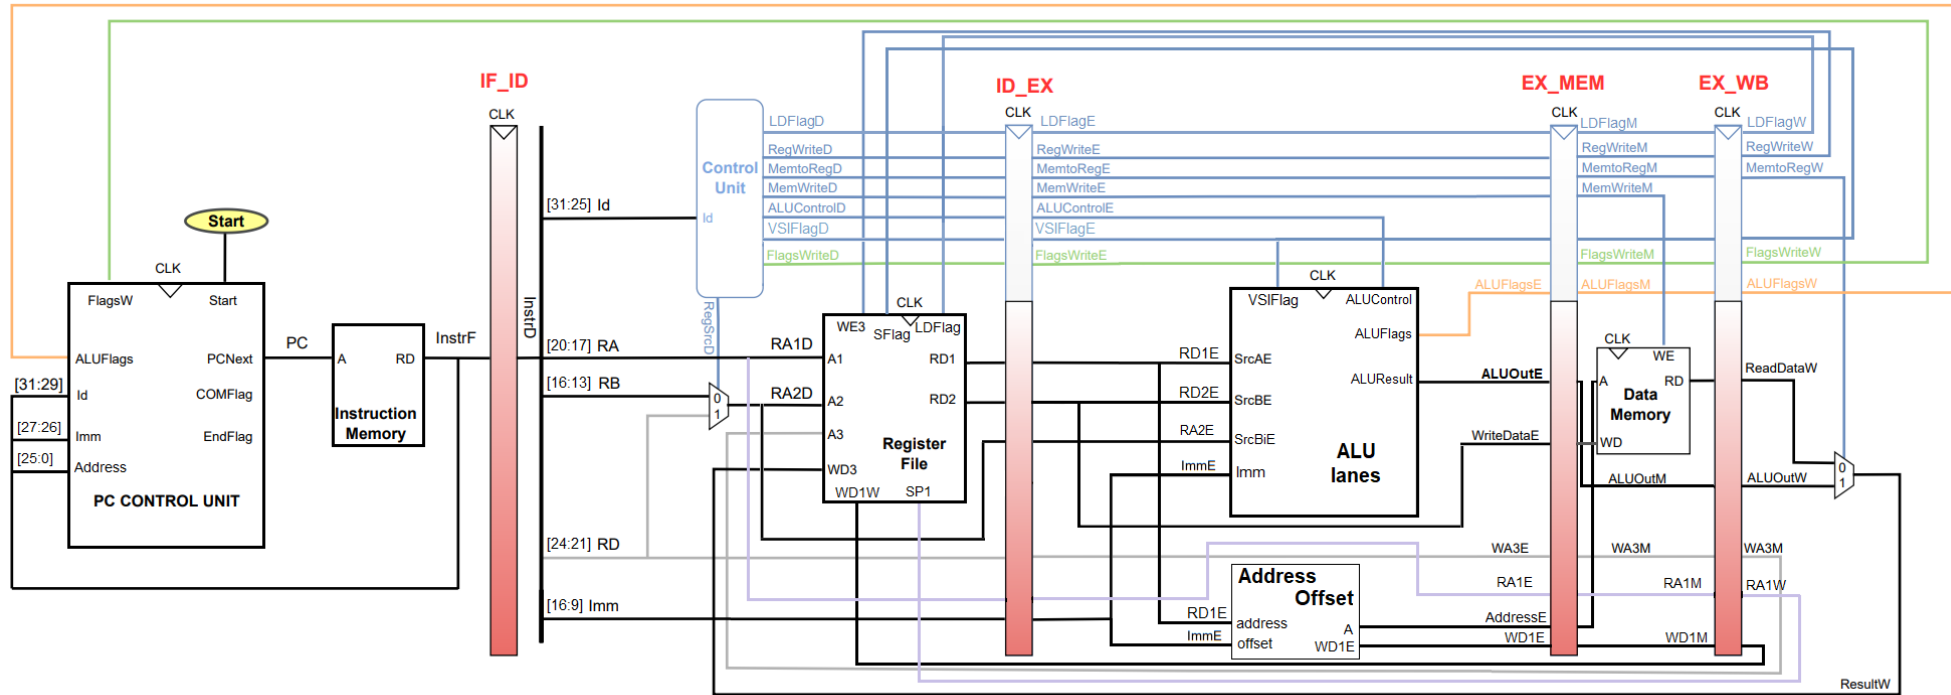 IF_ID
ID_EX
EX_MEM
EX_WB
CLK
CLK
CLK
CLK
LDFlagD
LDFlagE
LDFlagM
LDFlagW
RegWriteD
RegWriteE
RegWriteM
RegWriteW
Control
Unit
MemtoRegD
MemtoRegE
MemtoRegM
MemtoRegW
MemWriteD
MemWriteE
MemWriteM
[31:25] Id
Id
ALUControlD
ALUControlE
VSIFlagD
VSIFlagE
FlagsWriteD
FlagsWriteE
FlagsWriteM
FlagsWriteW
Start
CLK
FlagsW
Start
ALUFlags
PCNext
[31:29]
Id
COMFlag
[27:26]
Imm
EndFlag
[25:0]
Address
PC CONTROL UNIT
PC
A
RD
Instruction
Memory
InstrF
InstrD
RegSrcD
[20:17] RA
RA1D
[16:13] RB
RA2D
0
1
CLK
WE3
SFlag
LDFlag
A1
RD1
A2
RD2
A3
Register
File
WD3
WD1W
SP1
[24:21] RD
[16:9] Imm
CLK
VSIFlag
ALUControl
ALUFlags
RD1E
SrcAE
ALUResult
RD2E
SrcBE
RA2E
SrcBiE
ImmE
Imm
ALU
lanes
ALUFlagsE
ALUFlagsM
ALUFlagsW
ALUOutE
WriteDataE
CLK
WE
A
RD
Data
Memory
WD
ReadDataW
ALUOutM
ALUOutW
0
1
WA3E
WA3M
WA3M
RA1E
RA1M
RA1W
Address
Offset
RD1E
address
ImmE
offset
A
WD1E
AddressE
WD1E
WD1M
ResultW